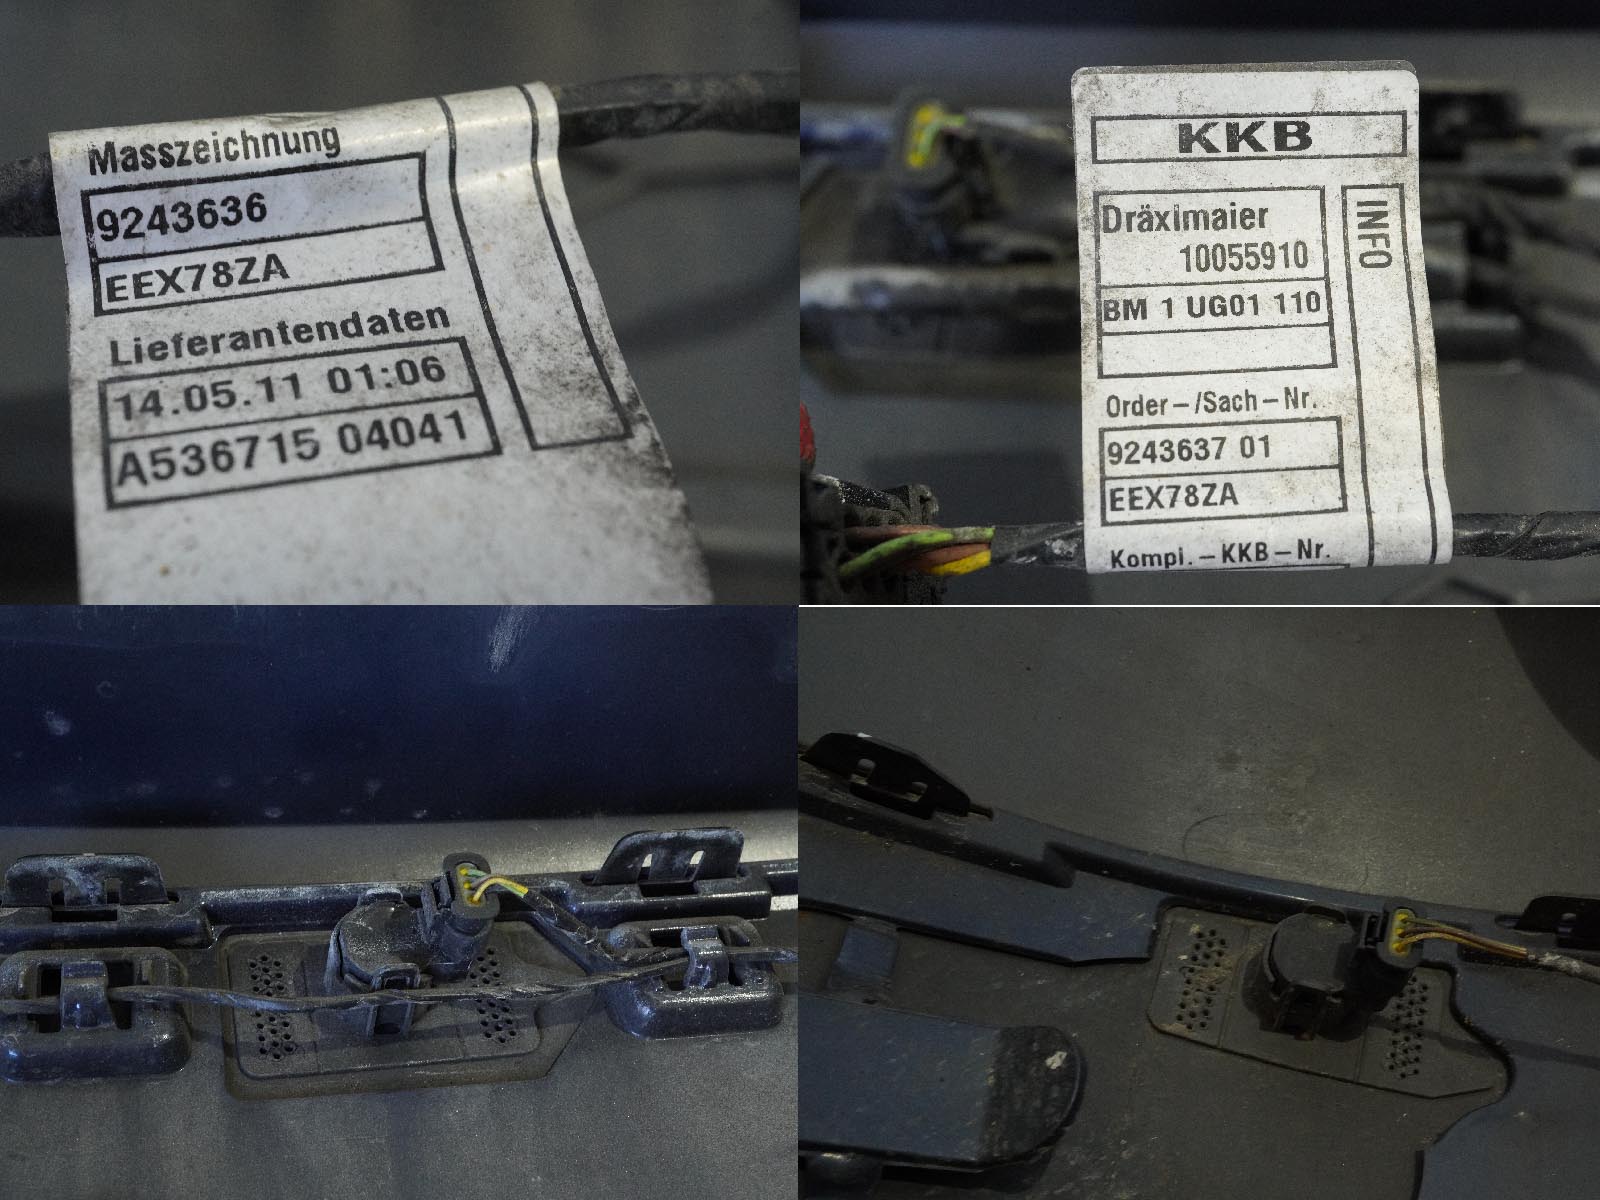 Masszeichnung
9243636
EEX78ZA
Lieferantendaten
14.05.11 01:06
A536715 04041
KKB
Dräxlmaier
10055910
BM 1 UG01 110
INFO
Order-/Sach-Nr.
9243637 01
EEX78ZA
Kompl.-KKB-Nr.